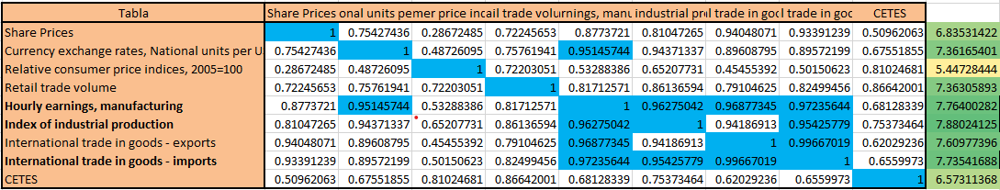 Tabla Share Prices onal units pe mer price inc ail trade volu rnings, manu industrial pro l trade in goo l trade in goo CETES
Share Prices 1 0.75427436 0.28672485 0.72245653 0.8773721 0.81047265 0.94048071 0.93391239 0.50962063 6.83531422
Currency exchange rates, National units per U. 0.75427436 1 0.48726095 0.75761941 0.95145744 0.94371337 0.89608795 0.89572199 0.67551855 7.36165401
Relative consumer price indices, 2005=100 0.28672485 0.48726095 1 0.72203051 0.53288386 0.65207731 0.45455392 0.50150623 0.81024681 5.44728444
Retail trade volume 0.72245653 0.75761941 0.72203051 1 0.81712571 0.86136594 0.79104625 0.82499456 0.86642001 7.36305893
Hourly earnings, manufacturing 0.8773721 0.95145744 0.53288386 0.81712571 1 0.96275042 0.96877345 0.97235644 0.68128339 7.76400282
Index of industrial production 0.81047265 0.94371337 0.65207731 0.86136594 0.96275042 1 0.94186913 0.95425779 0.75373464 7.88024125
International trade in goods - exports 0.94048071 0.89608795 0.45455392 0.79104625 0.96877345 0.94186913 1 0.99667019 0.62029236 7.60977396
International trade in goods - imports 0.93391239 0.89572199 0.50150623 0.82499456 0.97235644 0.95425779 0.99667019 1 0.6559973 7.73541688
CETES 0.50962063 0.67551855 0.81024681 0.86642001 0.68128339 0.75373464 0.62029236 0.6559973 1 6.57311368